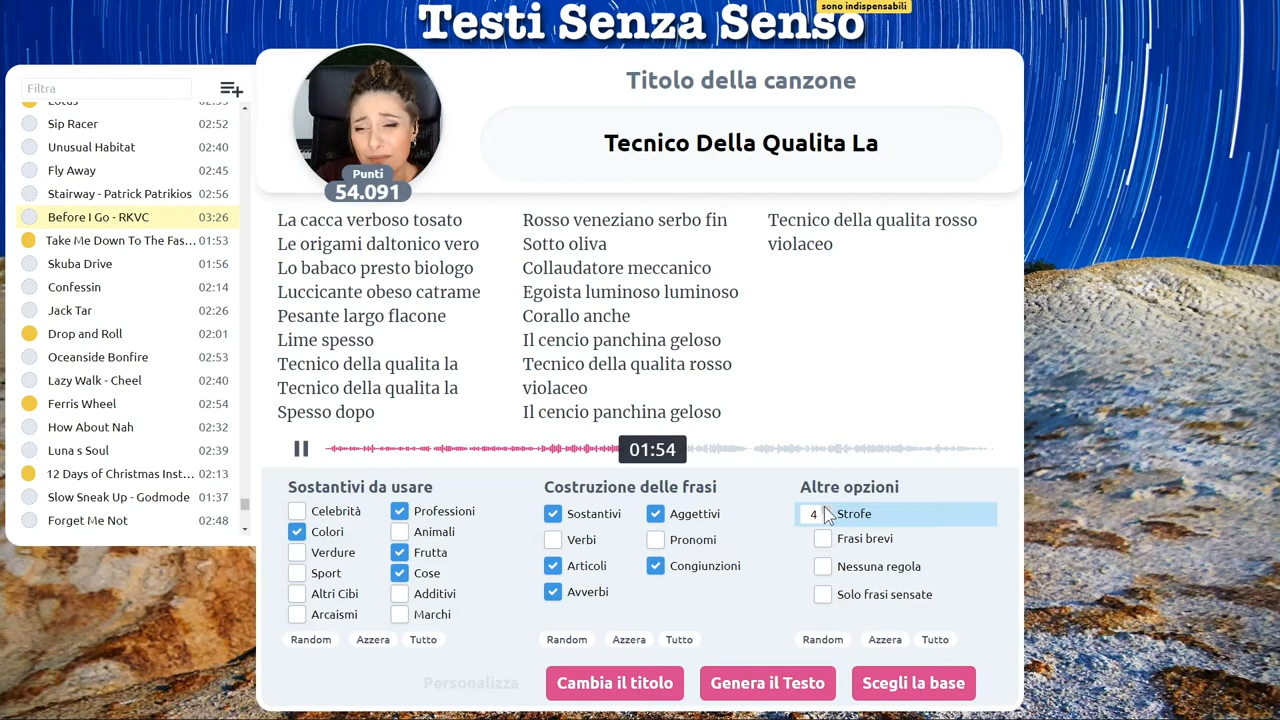 sono indispensabili
Testi Senza Senso
Filtra
Lotus 02:53
Sip Racer 02:52
Unusual Habitat 02:40
Fly Away 02:45
Stairway - Patrick Patrikios 02:56
Before I Go - RKVC 03:26
Take Me Down To The Fas... 01:53
Skuba Drive 01:56
Confessin 02:14
Jack Tar 02:26
Drop and Roll 02:01
Oceanside Bonfire 02:53
Lazy Walk - Cheel 02:40
Ferris Wheel 02:54
How About Nah 02:32
Luna s Soul 02:39
12 Days of Christmas Inst... 02:13
Slow Sneak Up - Godmode 01:37
Forget Me Not 02:48
Punti
54.091
Titolo della canzone
Tecnico Della Qualita La
La cacca verboso tosato
Le origami daltonico vero
Lo babaco presto biologo
Luccicante obeso catrame
Pesante largo flacone
Lime spesso
Tecnico della qualita la
Tecnico della qualita la
Spesso dopo
Rosso veneziano serbo fin
Sotto oliva
Collaudatore meccanico
Egoista luminoso luminoso
Corallo anche
Il cencio panchina geloso
Tecnico della qualita rosso
violaceo
Il cencio panchina geloso
Tecnico della qualita rosso
violaceo
01:54
Sostantivi da usare
Celebrità
Professioni
Colori
Animali
Verdure
Frutta
Sport
Cose
Altri Cibi
Additivi
Arcaismi
Marchi
Random Azzera Tutto
Costruzione delle frasi
Sostantivi
Aggettivi
Verbi
Pronomi
Articoli
Congiunzioni
Avverbi
Random Azzera Tutto
Altre opzioni
4 Strofe
Frasi brevi
Nessuna regola
Solo frasi sensate
Random Azzera Tutto
Personalizza
Cambia il titolo
Genera il Testo
Scegli la base